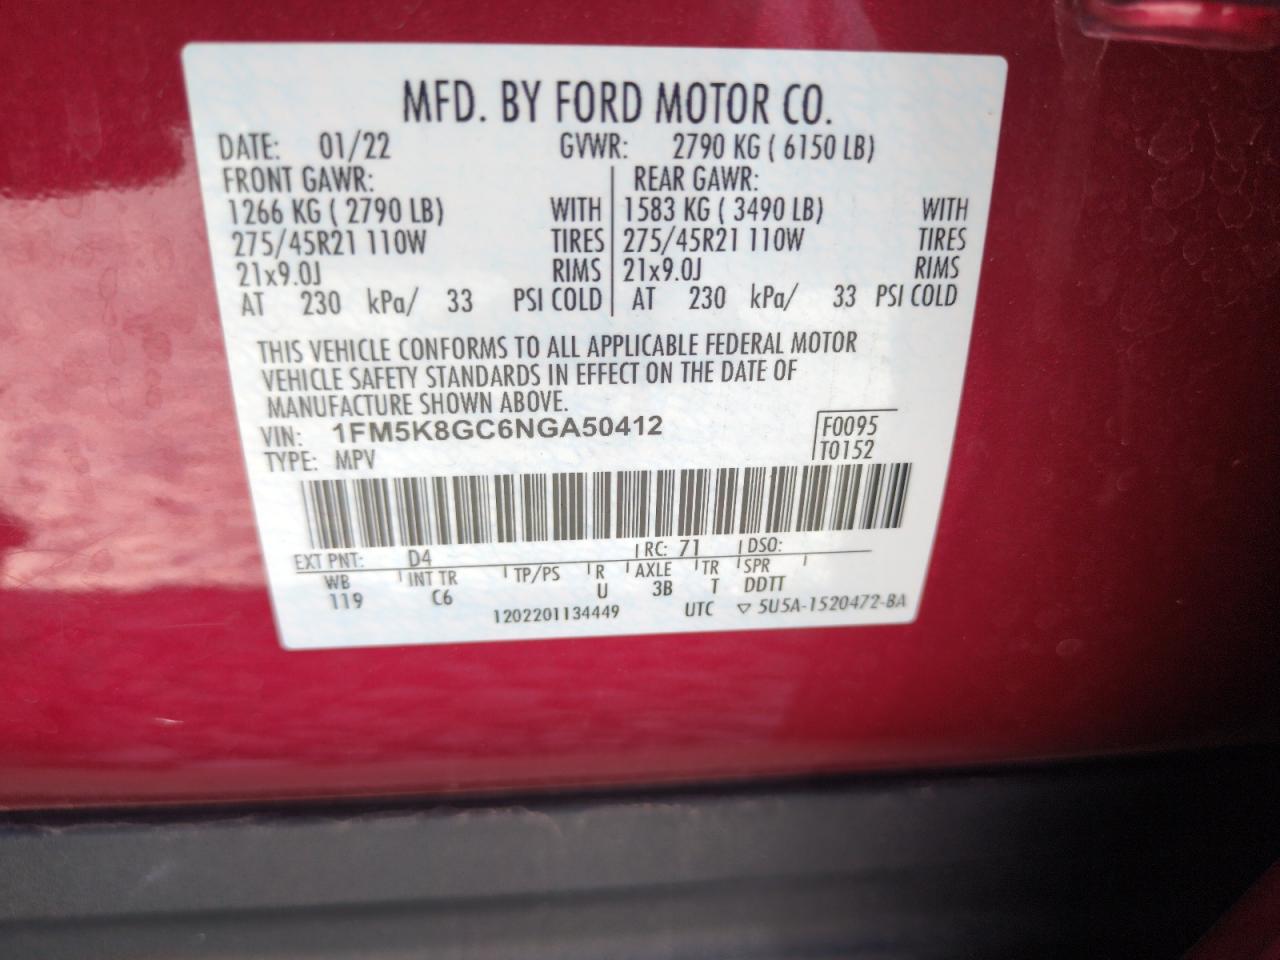 MFD. BY FORD MOTOR CO.
DATE: 01/22 GVWR: 2790 KG ( 6150 LB)
FRONT GAWR: REAR GAWR:
1266 KG ( 2790 LB) WITH 1583 KG ( 3490 LB) WITH
275/45R21 110W TIRES 275/45R21 110W TIRES
21x9.0J RIMS 21x9.0J RIMS
AT 230 kPa/ 33 PSI COLD AT 230 kPa/ 33 PSI COLD
THIS VEHICLE CONFORMS TO ALL APPLICABLE FEDERAL MOTOR
VEHICLE SAFETY STANDARDS IN EFFECT ON THE DATE OF
MANUFACTURE SHOWN ABOVE.
VIN: 1FM5K8GC6NGA50412 F0095
TYPE: MPV T0152
EXT PNT: D4 RC: 71 DSO:
WB INT TR TP/PS R AXLE TR SPR
119 C6 U 3B T DDTT
1202201134449 UTC ▽ 5U5A-1520472-BA